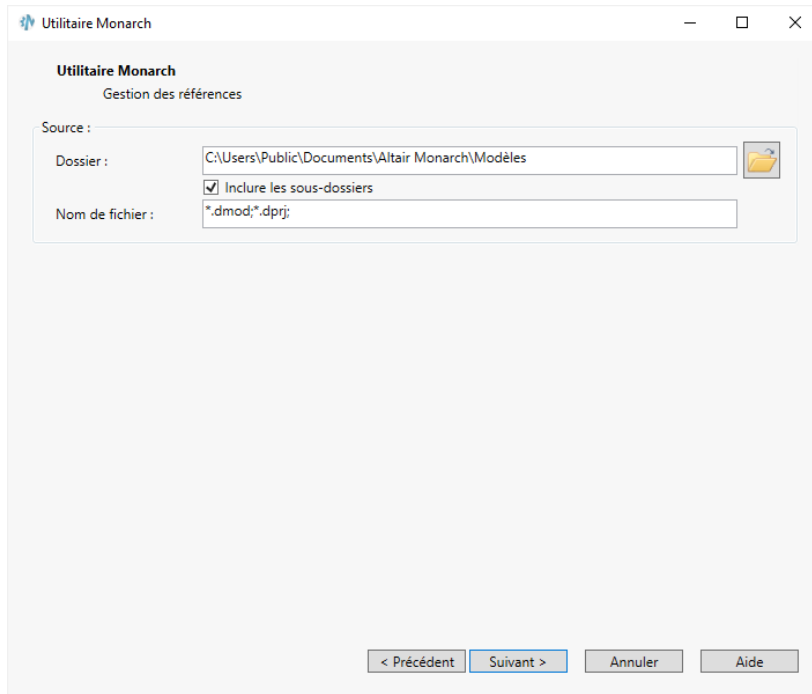 Utilitaire Monarch
Utilitaire Monarch
Gestion des références
Source :
Dossier :
C:\Users\Public\Documents\Altair Monarch\Modèles
Inclure les sous-dossiers
Nom de fichier :
*.dmod;*.dprj;
< Précédent
Suivant >
Annuler
Aide